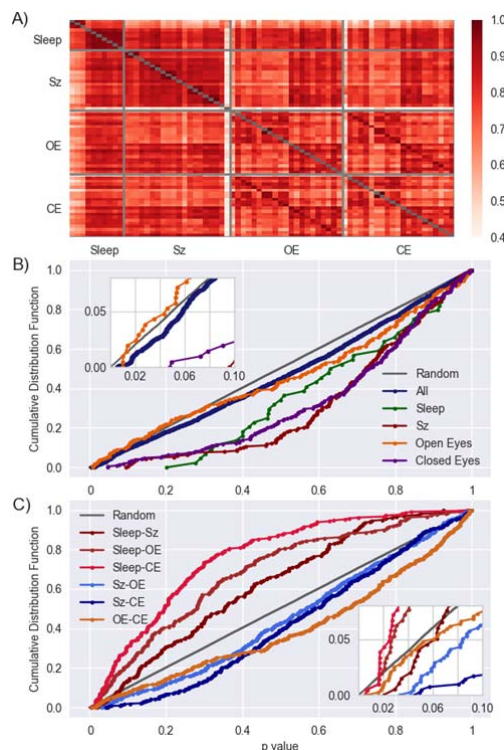 A)
Sleep
Sz
OE
CE
Sleep Sz OE CE
1.0
0.9
0.8
0.7
0.6
0.5
0.4
B)
Cumulative Distribution Function
1.0
0.8
0.6
0.4
0.2
0.0
0.05
0.00
0.02 0.06 0.10
Random
All
Sleep
Sz
Open Eyes
Closed Eyes
0 0.2 0.4 0.6 0.8 1
C)
Cumulative Distribution Function
1.0
0.8
0.6
0.4
0.2
0.0
Random
Sleep-Sz
Sleep-OE
Sleep-CE
Sz-OE
Sz-CE
OE-CE
0.05
0.00
0.02 0.06 0.10
0 0.2 0.4 0.6 0.8 1
p value